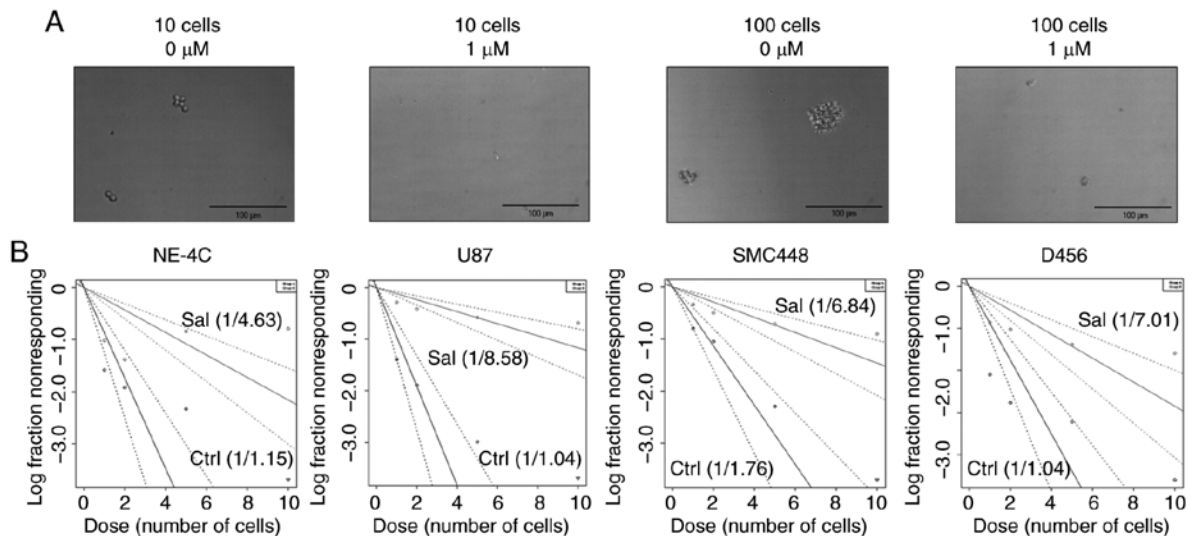 A
10 cells
0 µM
10 cells
1 µM
100 cells
0 µM
100 cells
1 µM
100 µm
100 µm
100 µm
100 µm
B
NE-4C
U87
SMC448
D456
Log fraction nonresponding
0
-1.0
-2.0
-3.0
Sal (1/4.63)
Ctrl (1/1.15)
0 2 4 6 8 10
Dose (number of cells)
Log fraction nonresponding
0
-1.0
-2.0
-3.0
Sal (1/8.58)
Ctrl (1/1.04)
0 2 4 6 8 10
Dose (number of cells)
Log fraction nonresponding
0
-1.0
-2.0
-3.0
Sal (1/6.84)
Ctrl (1/1.76)
0 2 4 6 8 10
Dose (number of cells)
Log fraction nonresponding
0
-1.0
-2.0
-3.0
Sal (1/7.01)
Ctrl (1/1.04)
0 2 4 6 8 10
Dose (number of cells)